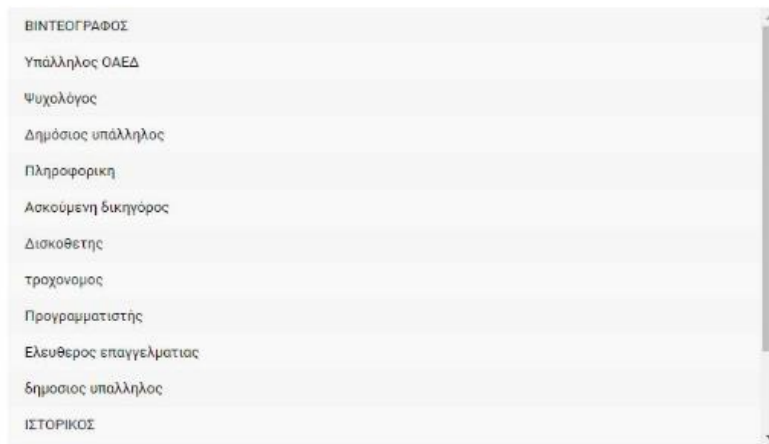 ΒΙΝΤΕΟΓΡΑΦΟΣ
Υπάλληλος ΟΑΕΔ
Ψυχολόγος
Δημόσιος υπάλληλος
Πληροφορικη
Ασκούμενη δικηγόρος
Δισκοθετης
τροχονομος
Προγραμματιστής
Ελευθερος επαγγελματιας
δημοσιος υπαλληλος
ΙΣΤΟΡΙΚΟΣ